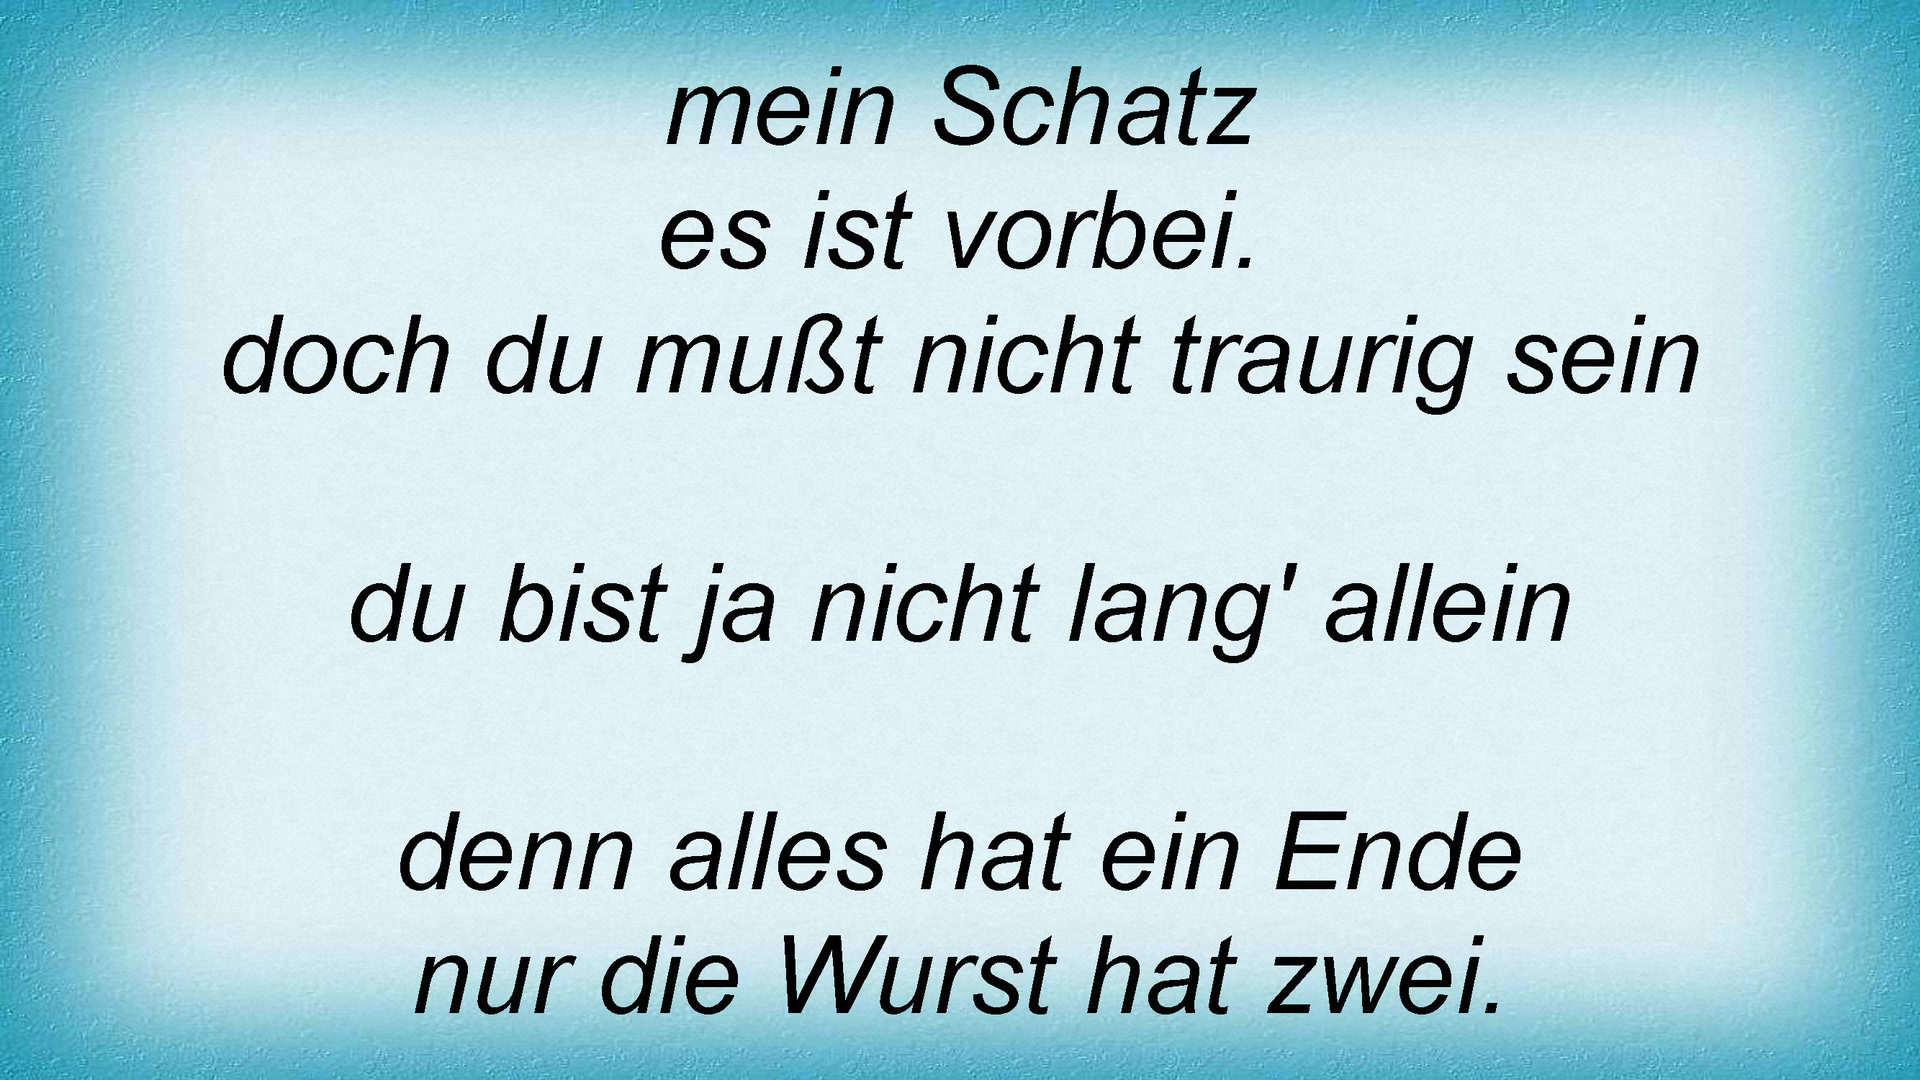 mein Schatz
es ist vorbei.
doch du mußt nicht traurig sein
du bist ja nicht lang' allein
denn alles hat ein Ende
nur die Wurst hat zwei.